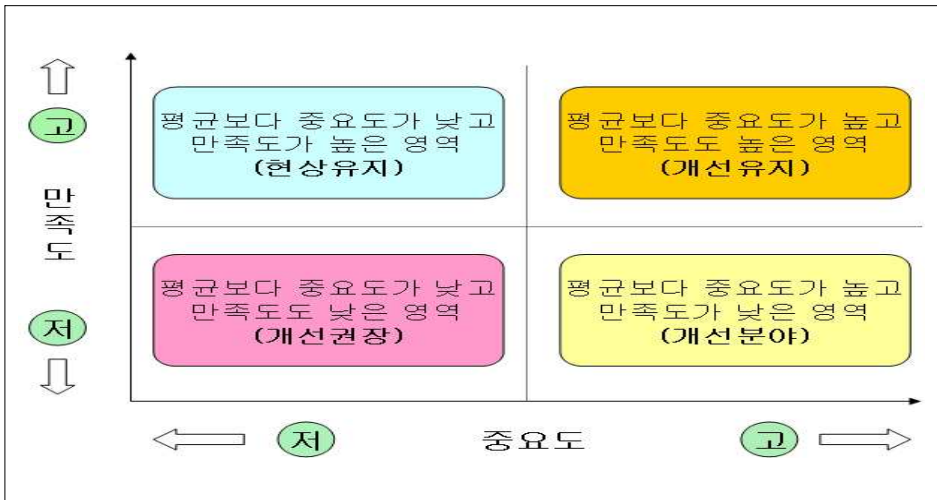 고
만족도
저
평균보다 중요도가 낮고
만족도가 높은 영역
(현상유지)
평균보다 중요도가 높고
만족도도 높은 영역
(개선유지)
평균보다 중요도가 낮고
만족도도 낮은 영역
(개선권장)
평균보다 중요도가 높고
만족도가 낮은 영역
(개선분야)
저
중요도
고